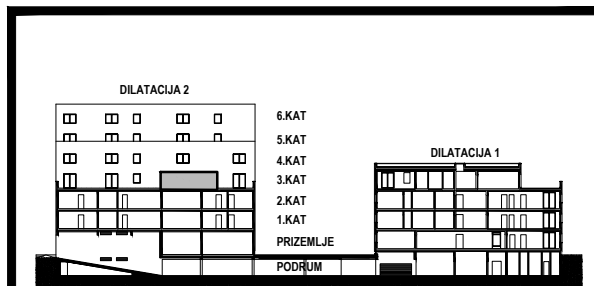 DILATACIJA 2
6.KAT
5.KAT
4.KAT
DILATACIJA 1
3.KAT
2.KAT
1.KAT
PRIZEMLJE
PODRUM